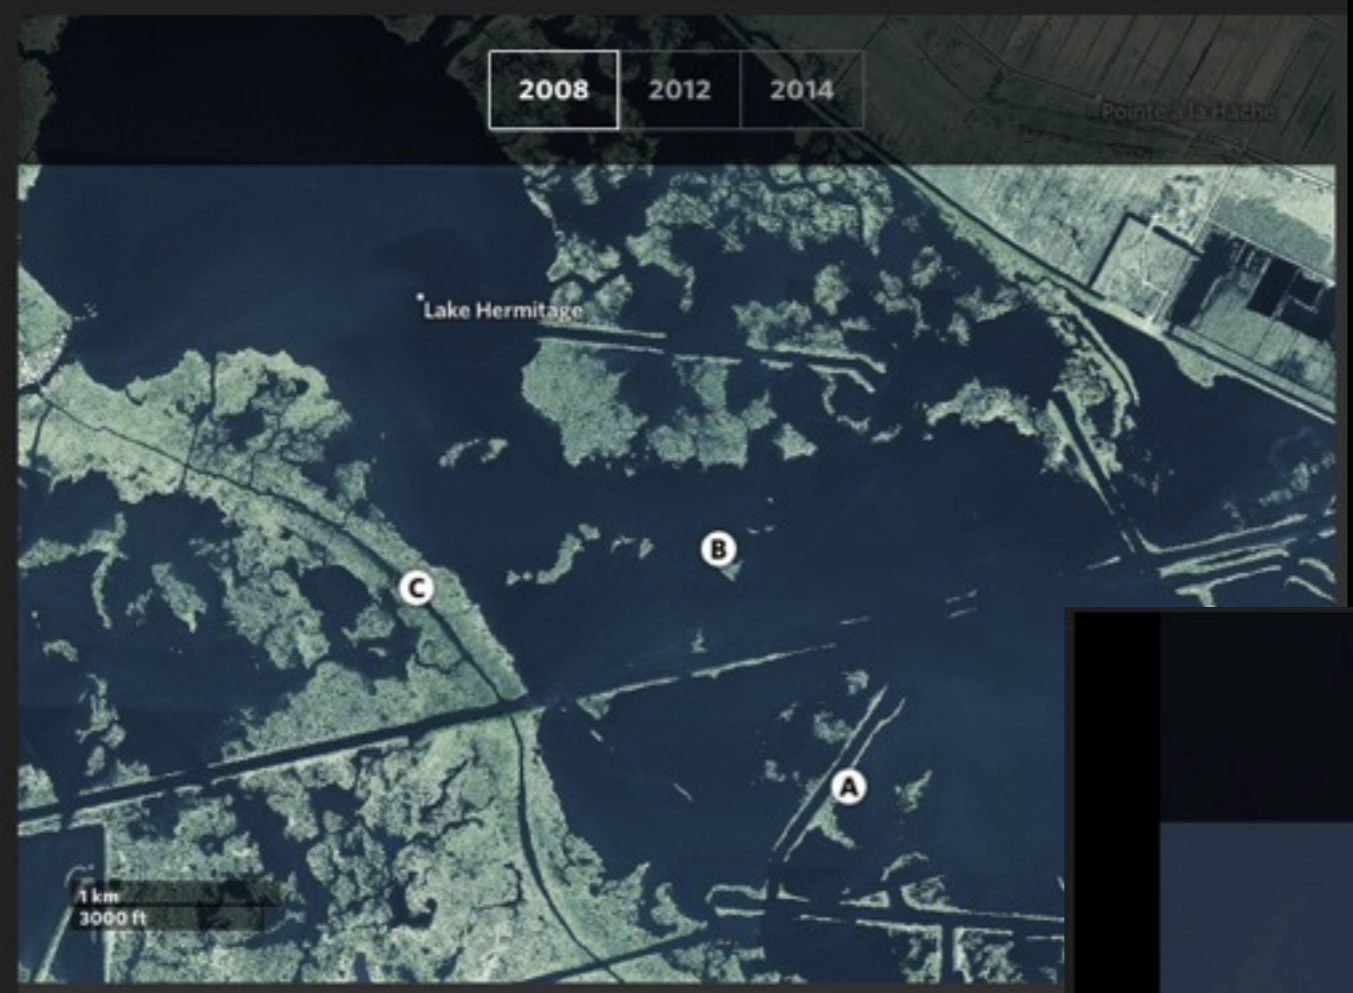 2008 2012 2014
Pointe à la Hache
Lake Hermitage
B
C
A
1 km
3000 ft